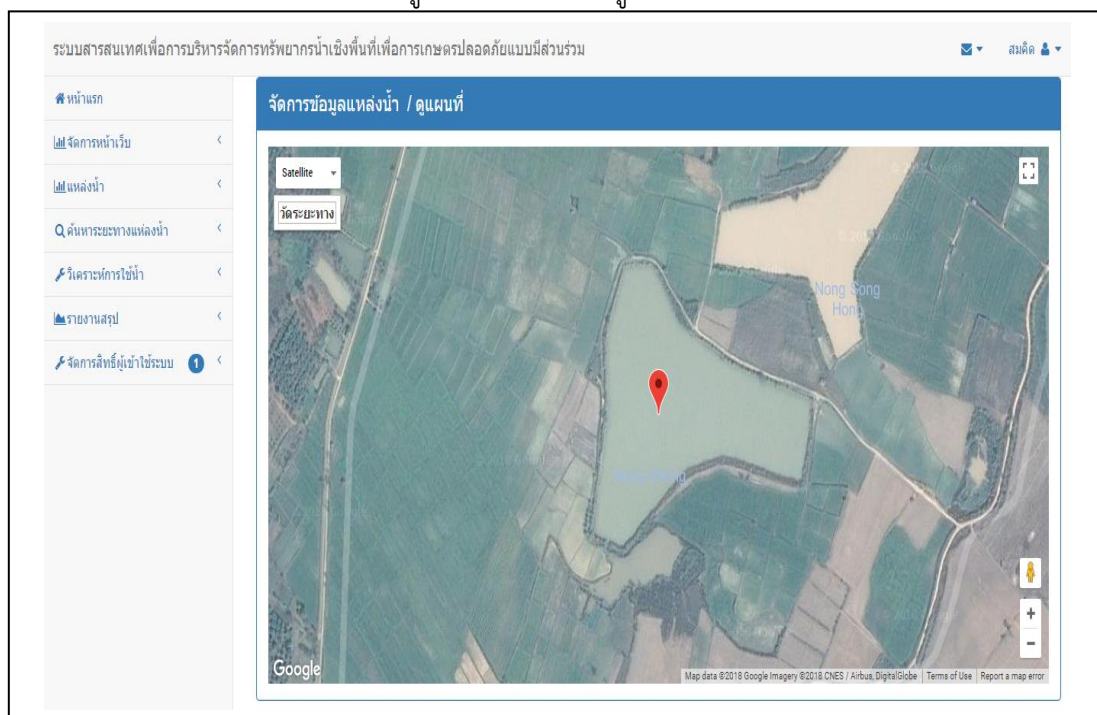 ระบบสารสนเทศเพื่อการบริหารจัดการทรัพยากรน้ำเชิงพื้นที่เพื่อการเกษตรปลอดภัยแบบมีส่วนร่วม
สมคิด
หน้าแรก
จัดการหน้าเว็บ
แหล่งน้ำ
ค้นหาระยะทางแห่ลงน้ำ
วิเคราะห์การใช้น้ำ
รายงานสรุป
จัดการสิทธิ์ผู้เข้าใช้ระบบ 1
จัดการข้อมูลแหล่งน้ำ / ดูแผนที่
Satellite
วัดระยะทาง
Nong Song
Hong
Google
Map data ©2018 Google Imagery ©2018 CNES / Airbus, DigitalGlobe Terms of Use Report a map error